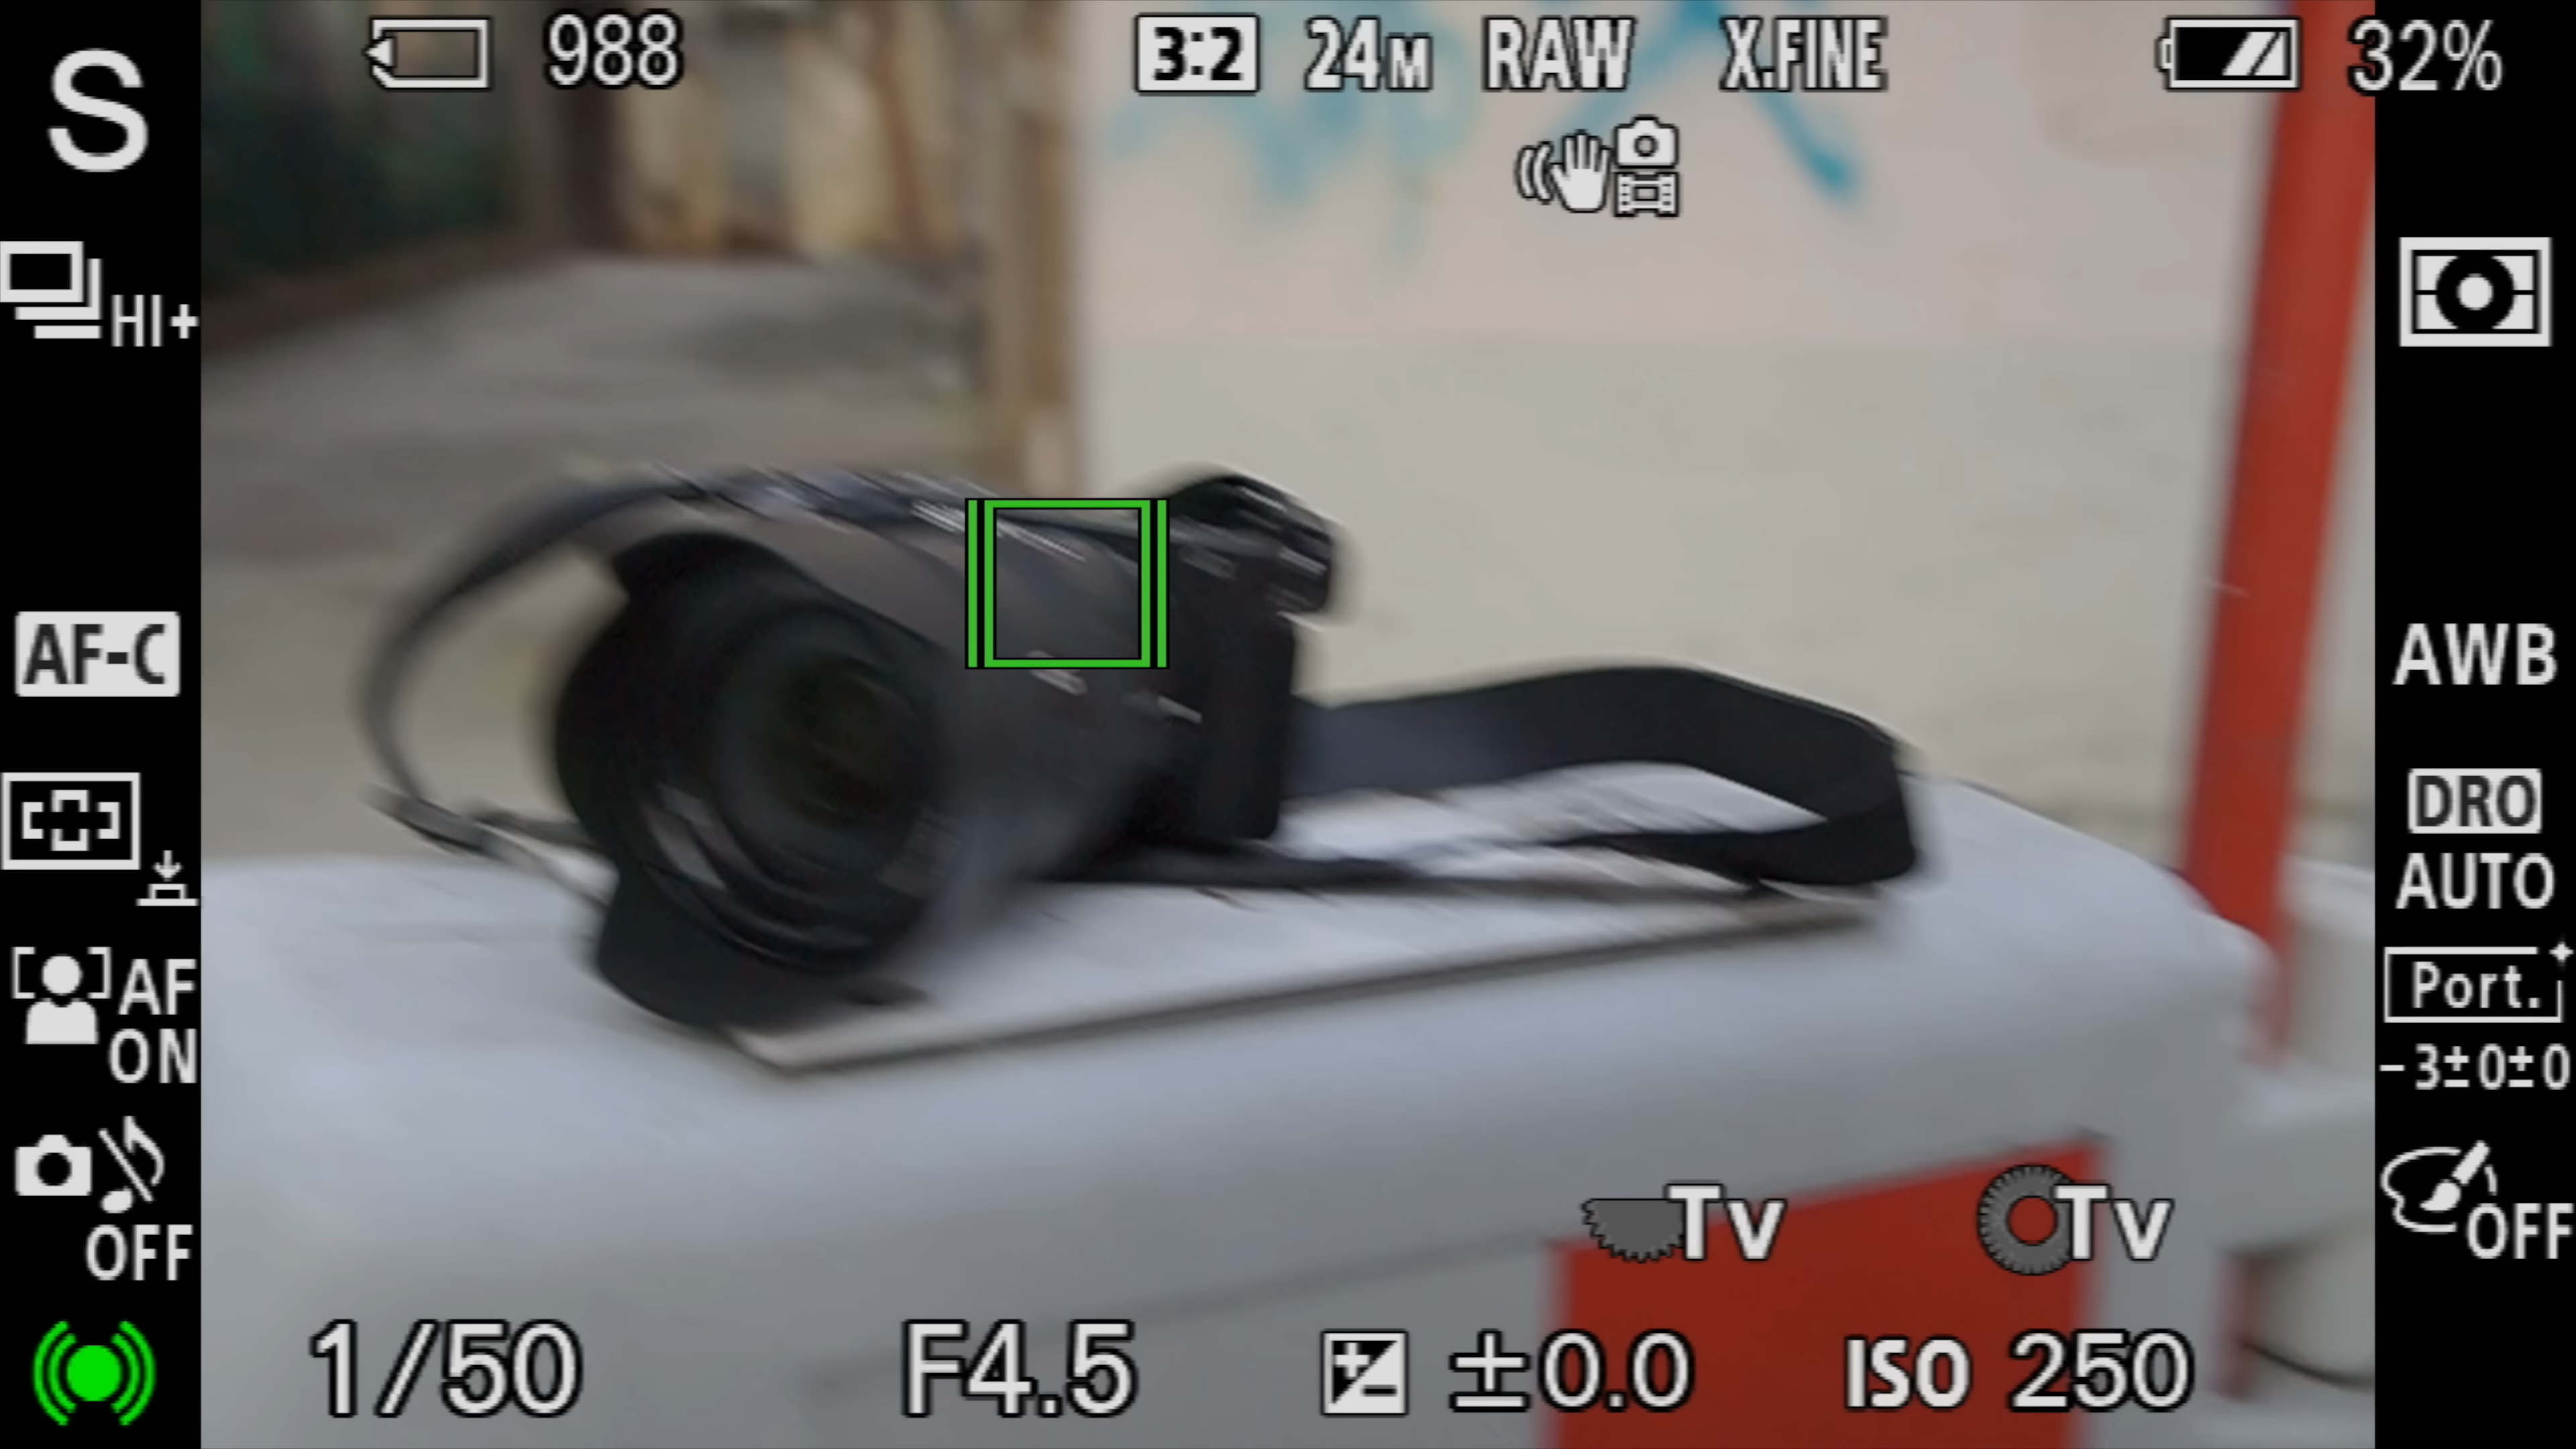 S 988 3:2 24M RAW X.FINE 32%
HI+
AF-C AWB
DRO
AUTO
AF
ON
Port.
-3±0±0
OFF
Tv Tv
OFF
1/50 F4.5 ±0.0 ISO 250